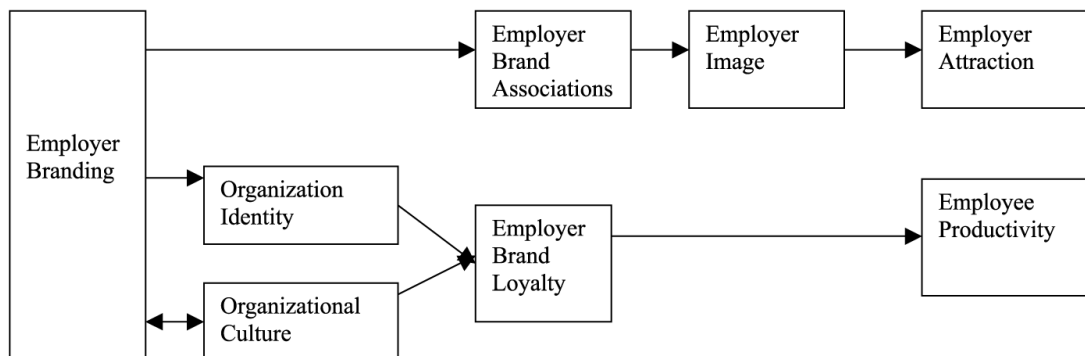 Employer
Brand
Associations
Employer
Image
Employer
Attraction
Employer
Branding
Organization
Identity
Employer
Brand
Loyalty
Employee
Productivity
Organizational
Culture